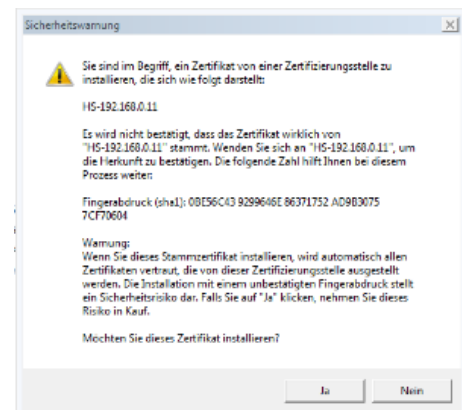 Sicherheitswarnung
Sie sind im Begriff, ein Zertifikat von einer Zertifizierungsstelle zu
installieren, die sich wie folgt darstellt:
HS-192.168.0.11
Es wird nicht bestätigt, dass das Zertifikat wirklich von
"HS-192.168.0.11" stammt. Wenden Sie sich an "HS-192.168.0.11", um
die Herkunft zu bestätigen. Die folgende Zahl hilft Ihnen bei diesem
Prozess weiter:
Fingerabdruck (sha1): 0BE56C43 9299646E 86371752 AD9B3075
7CF70604
Warnung:
Wenn Sie dieses Stammzertifikat installieren, wird automatisch allen
Zertifikaten vertraut, die von dieser Zertifizierungsstelle ausgestellt
werden. Die Installation mit einem unbestätigten Fingerabdruck stellt
ein Sicherheitsrisiko dar. Falls Sie auf "Ja" klicken, nehmen Sie dieses
Risiko in Kauf.
Möchten Sie dieses Zertifikat installieren?
Ja
Nein